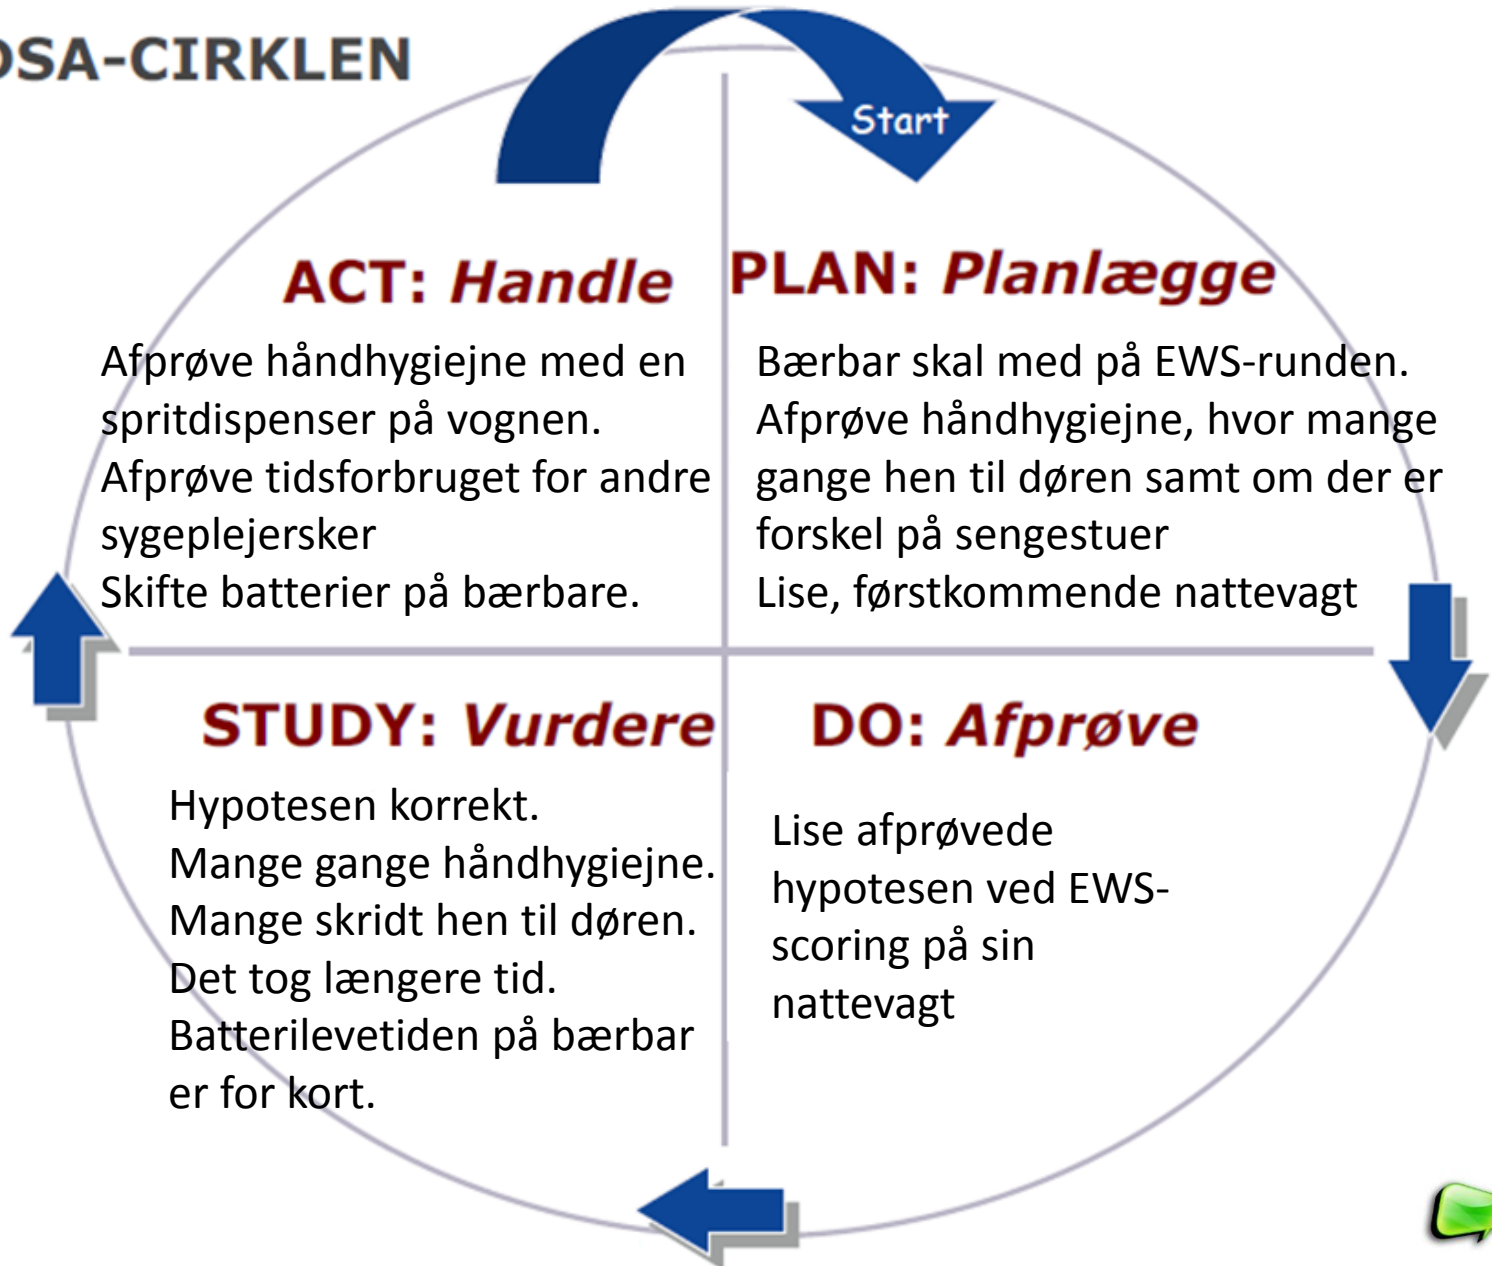 DSA-CIRKLEN
Start
ACT: Handle
Afprøve håndhygiejne med en
spritdispenser på vognen.
Afprøve tidsforbruget for andre
sygeplejersker
Skifte batterier på bærbare.
PLAN: Planlægge
Bærbar skal med på EWS-runden.
Afprøve håndhygiejne, hvor mange
gange hen til døren samt om der er
forskel på sengestuer
Lise, førstkommende nattevagt
STUDY: Vurdere
Hypotesen korrekt.
Mange gange håndhygiejne.
Mange skridt hen til døren.
Det tog længere tid.
Batterilevetiden på bærbar
er for kort.
DO: Afprøve
Lise afprøvede
hypotesen ved EWS-
scoring på sin
nattevagt